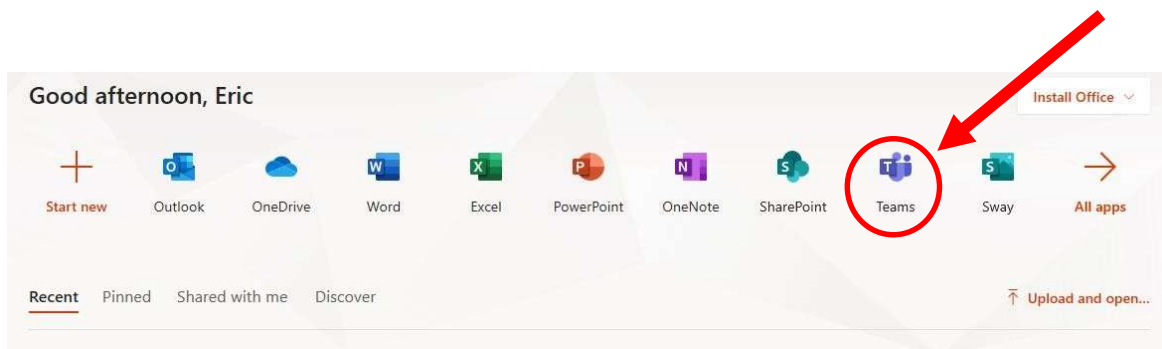 Good afternoon, Eric
Install Office
Start new
Outlook
OneDrive
Word
Excel
PowerPoint
OneNote
SharePoint
Teams
Sway
All apps
Recent Pinned Shared with me Discover
Upload and open...